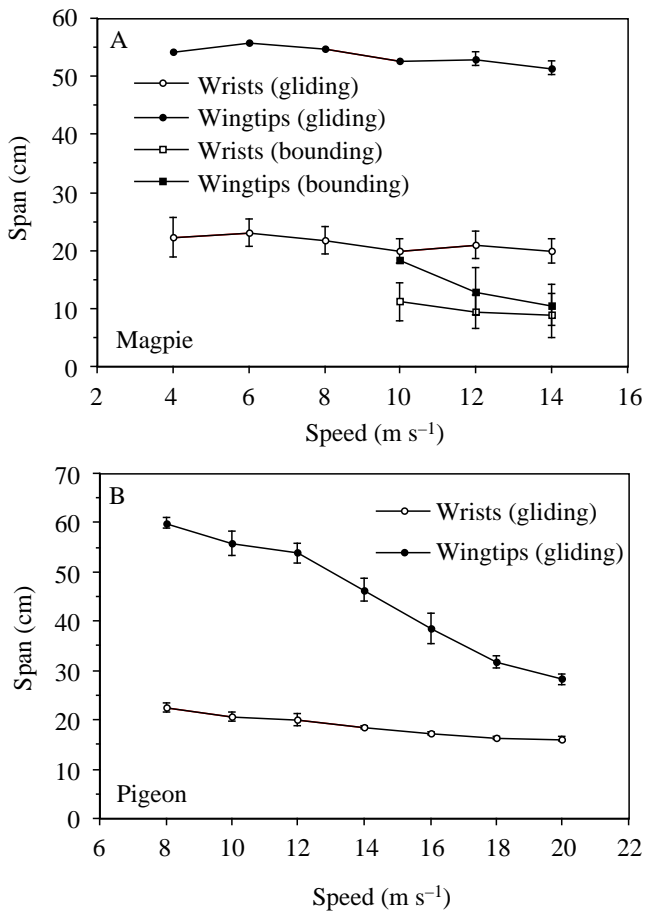 A
60
50
40
30
20
10
0
Span (cm)
Wrists (gliding)
Wingtips (gliding)
Wrists (bounding)
Wingtips (bounding)
Magpie
2 4 6 8 10 12 14 16
Speed (m s⁻¹)
B
70
60
50
40
30
20
10
0
Span (cm)
Wrists (gliding)
Wingtips (gliding)
Pigeon
6 8 10 12 14 16 18 20 22
Speed (m s⁻¹)